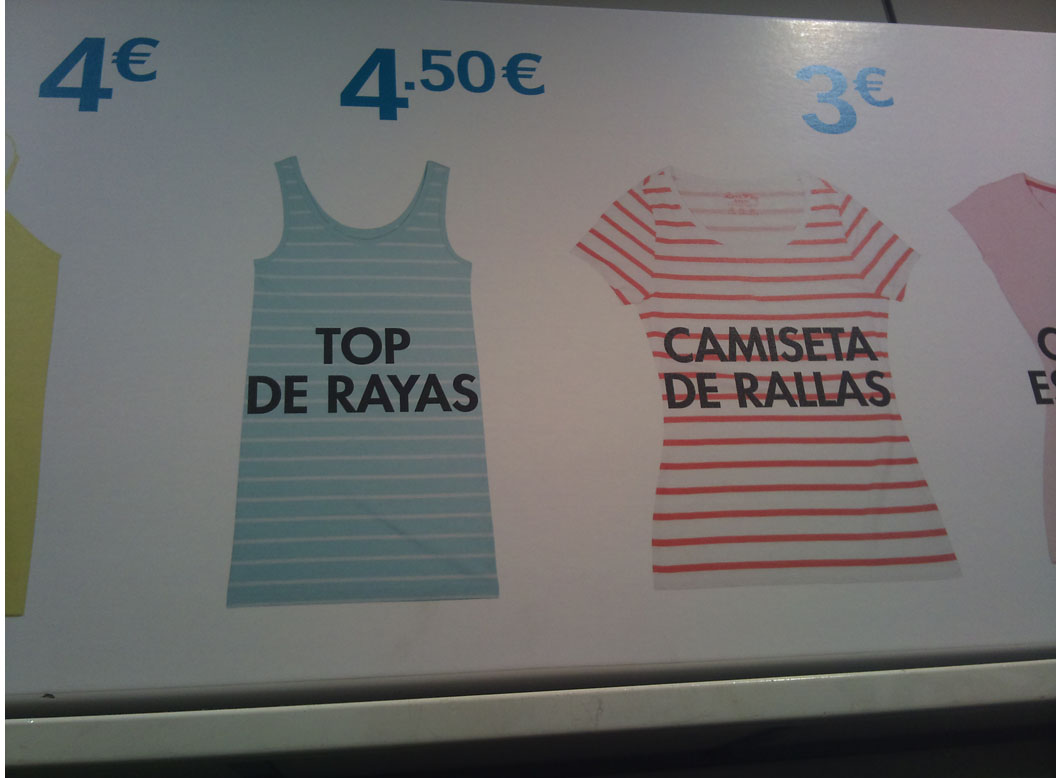 4€
4.50€
3€
TOP
DE RAYAS
CAMISETA
DE RALLAS